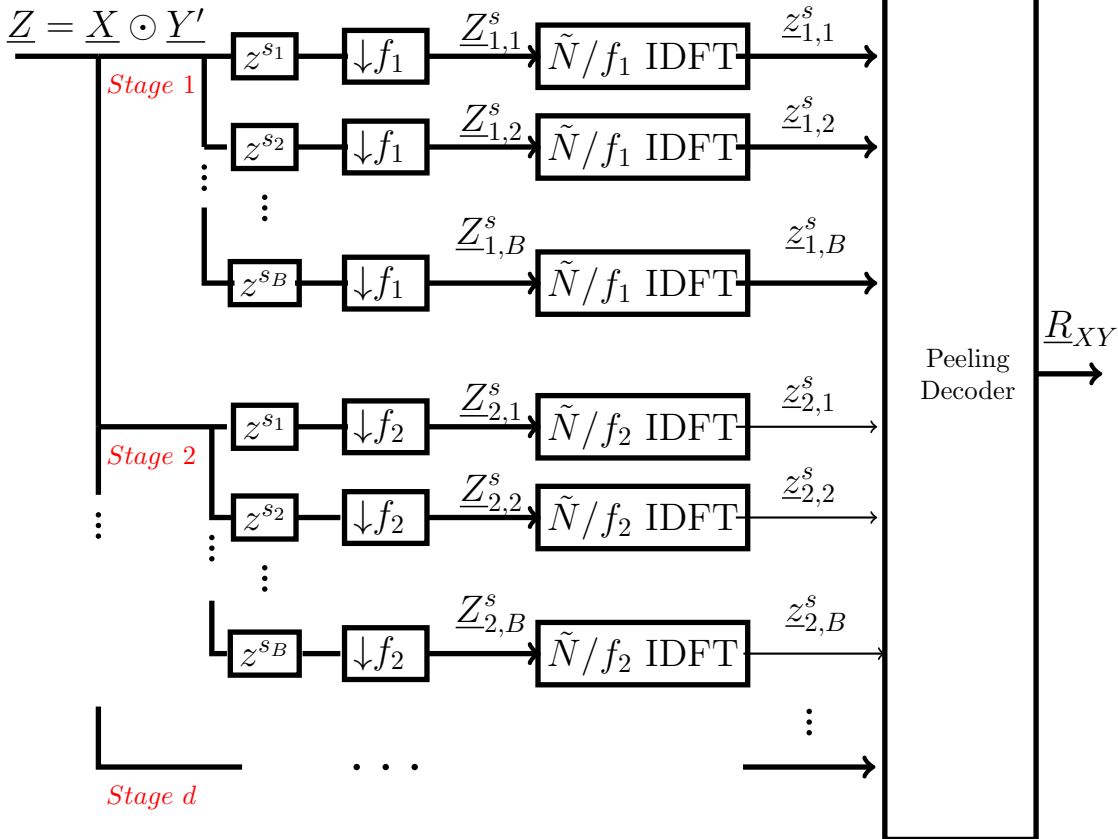 Z = X ⊙ Y′
Stage 1
z^{s_1} ↓f_1 Z^s_{1,1} Ñ/f_1 IDFT z^s_{1,1}
z^{s_2} ↓f_1 Z^s_{1,2} Ñ/f_1 IDFT z^s_{1,2}
⋮ ⋮
z^{s_B} ↓f_1 Z^s_{1,B} Ñ/f_1 IDFT z^s_{1,B}
Peeling
Decoder
R_{XY}
Stage 2
z^{s_1} ↓f_2 Z^s_{2,1} Ñ/f_2 IDFT z^s_{2,1}
z^{s_2} ↓f_2 Z^s_{2,2} Ñ/f_2 IDFT z^s_{2,2}
⋮ ⋮ ⋮
z^{s_B} ↓f_2 Z^s_{2,B} Ñ/f_2 IDFT z^s_{2,B}
⋮
Stage d
· · ·